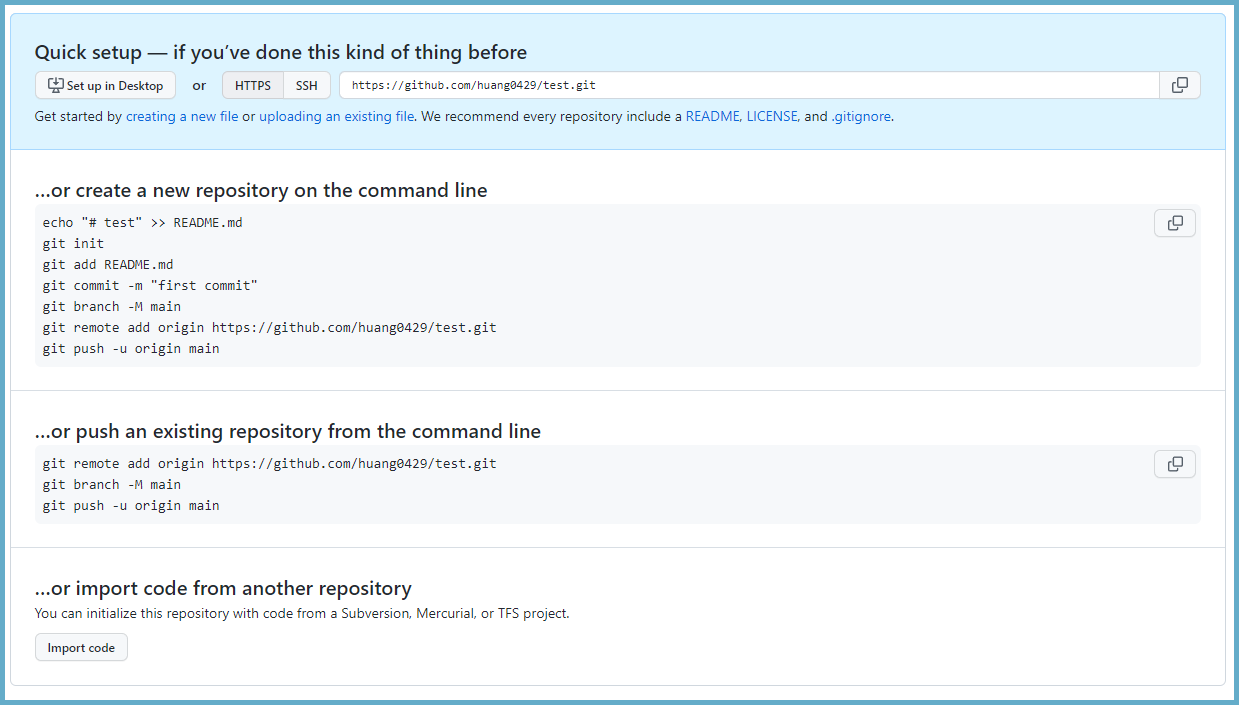 Quick setup — if you’ve done this kind of thing before
Set up in Desktop or HTTPS SSH https://github.com/huang0429/test.git
Get started by creating a new file or uploading an existing file. We recommend every repository include a README, LICENSE, and .gitignore.
…or create a new repository on the command line
echo "# test" >> README.md
git init
git add README.md
git commit -m "first commit"
git branch -M main
git remote add origin https://github.com/huang0429/test.git
git push -u origin main
…or push an existing repository from the command line
git remote add origin https://github.com/huang0429/test.git
git branch -M main
git push -u origin main
…or import code from another repository
You can initialize this repository with code from a Subversion, Mercurial, or TFS project.
Import code